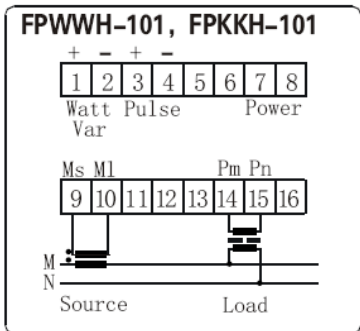 FPWWH-101, FPKKH-101
+ - + -
1 2 3 4 5 6 7 8
Watt Pulse Power
Var
Ms Ml Pm Pn
9 10 11 12 13 14 15 16
M
N
Source Load